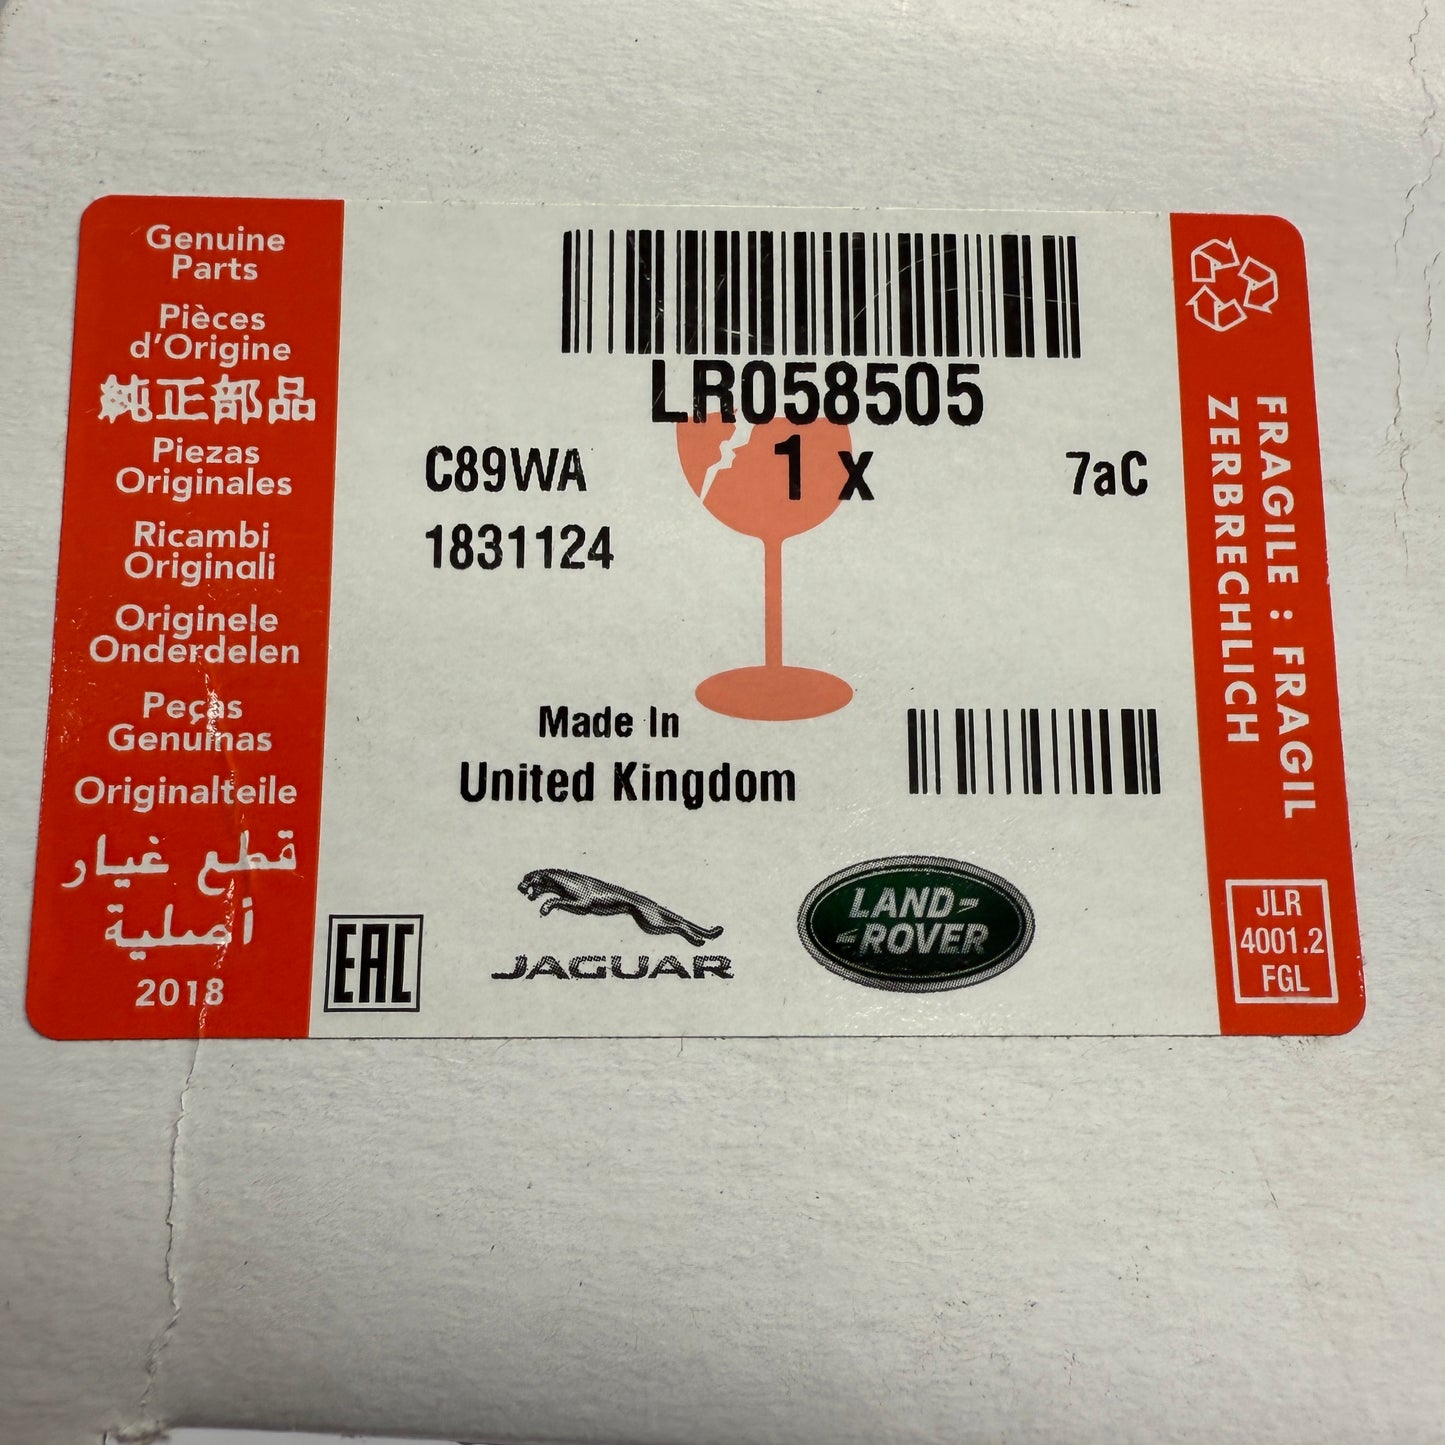 Genuine
Parts
Pièces
d'Origine
純正部品
Piezas
Originales
Ricambi
Originali
Originele
Onderdelen
Peças
Genuinas
Originalteile
قطع غيار
أصلية
2018
LR058505
C89WA
1 x
7aC
1831124
Made In
United Kingdom
EAC
JAGUAR
LAND-
-ROVER
FRAGILE : FRAGIL
ZERBRECHLICH
JLR
4001.2
FGL